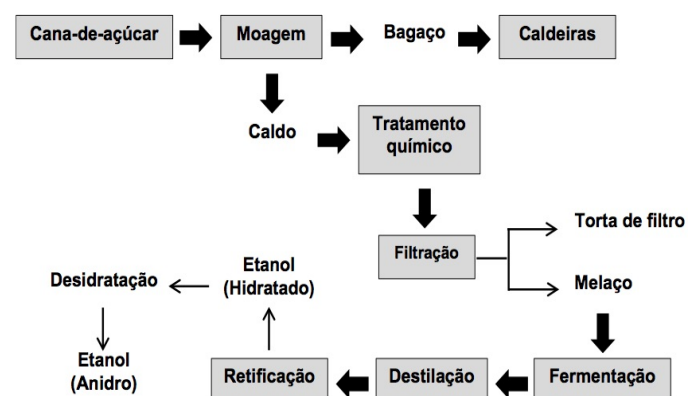 Cana-de-açúcar
Moagem
Bagaço
Caldeiras
Caldo
Tratamento
químico
Filtração
Torta de filtro
Melaço
Desidratação
Etanol
(Hidratado)
Etanol
(Anidro)
Retificação
Destilação
Fermentação